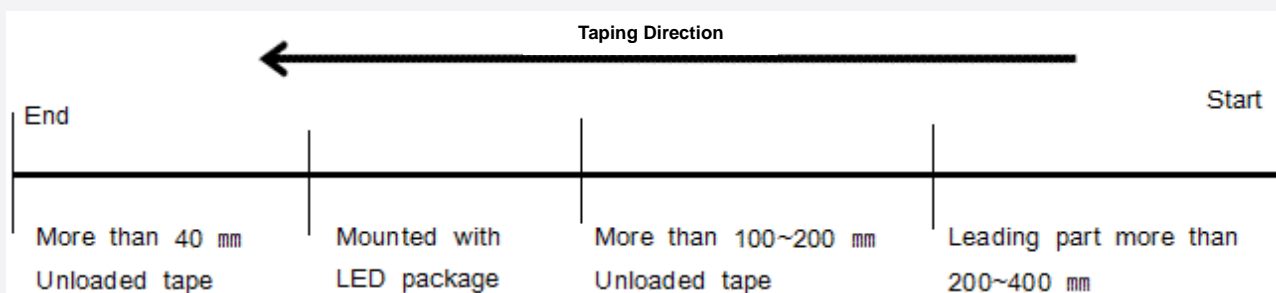 Taping Direction
End
Start
More than 40 mm
Unloaded tape
Mounted with
LED package
More than 100~200 mm
Unloaded tape
Leading part more than
200~400 mm